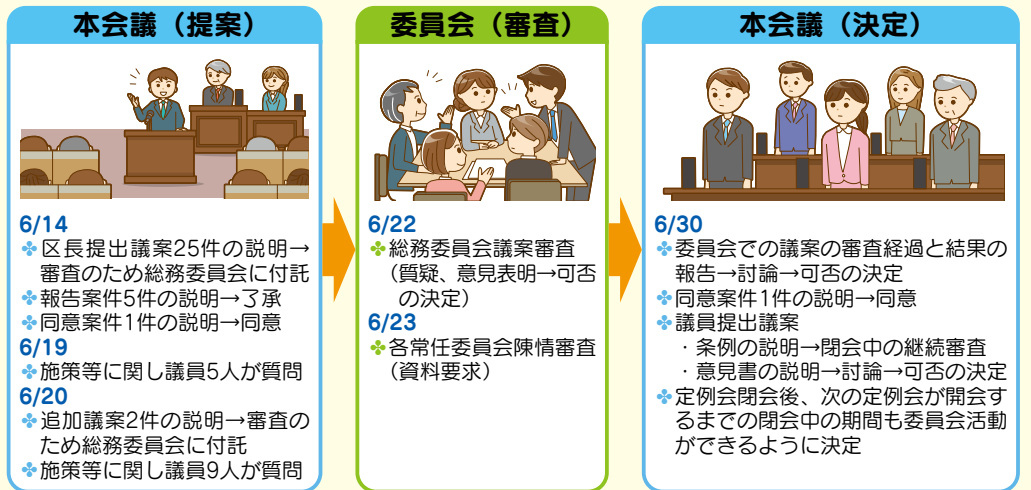 本会議（提案）
6/14
区長提出議案25件の説明→
審査のため総務委員会に付託
報告案件5件の説明→了承
同意案件1件の説明→同意
6/19
施策等に関し議員5人が質問
6/20
追加議案2件の説明→審査の
ため総務委員会に付託
施策等に関し議員9人が質問
委員会（審査）
6/22
総務委員会議案審査
（質疑、意見表明→可否
の決定）
6/23
各常任委員会陳情審査
（資料要求）
本会議（決定）
6/30
委員会での議案の審査経過と結果の
報告→討論→可否の決定
同意案件1件の説明→同意
議員提出議案
・条例の説明→閉会中の継続審査
・意見書の説明→討論→可否の決定
定例会閉会後、次の定例会が開会す
るまでの閉会中の期間も委員会活動
ができるように決定